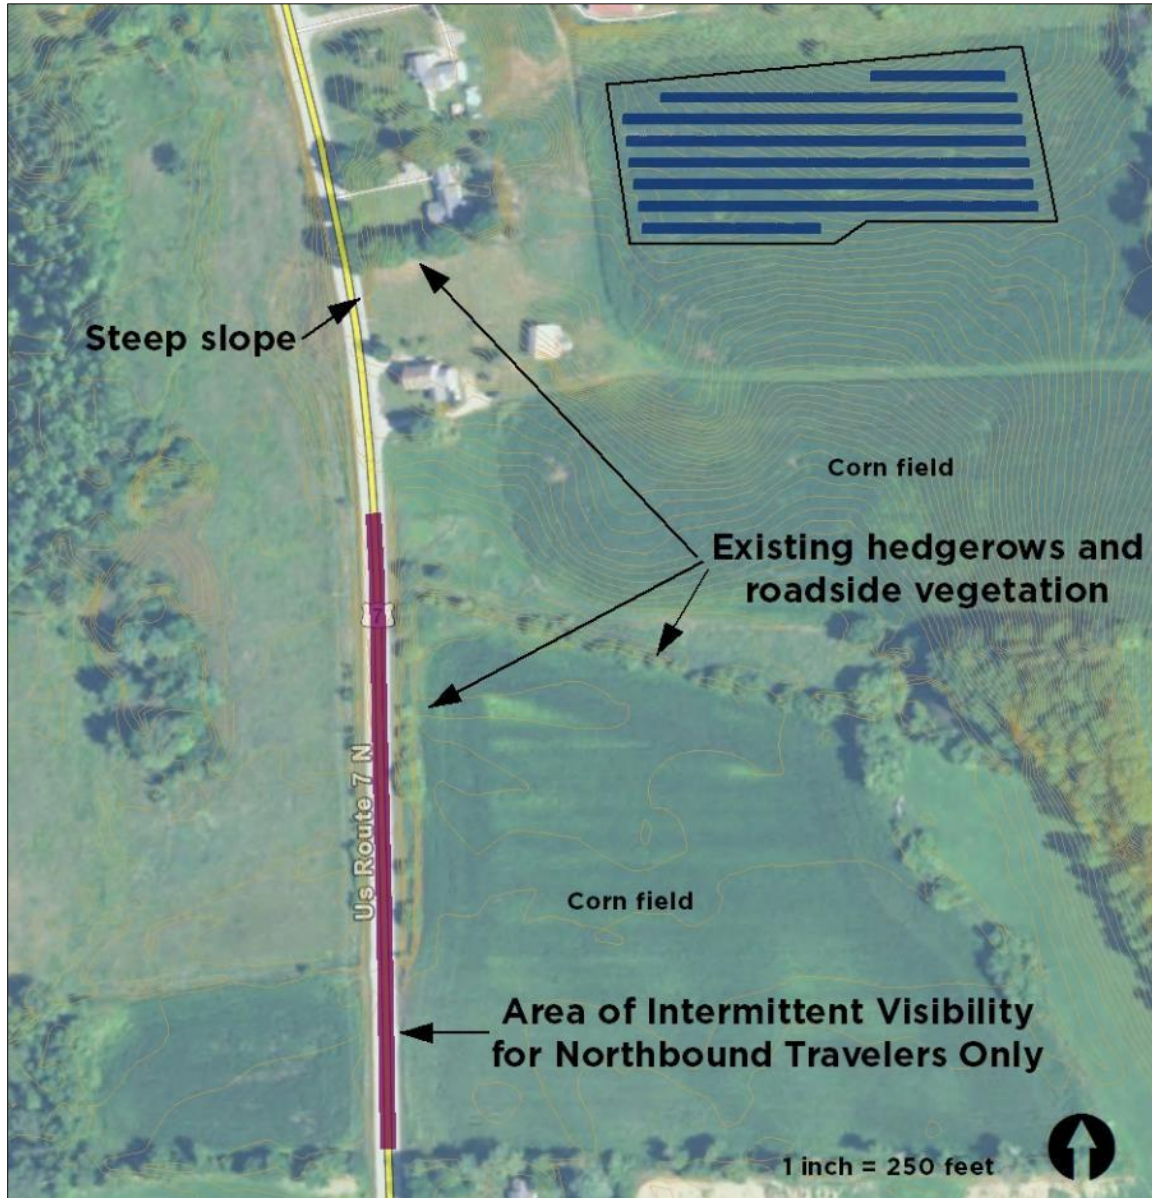 Steep slope
Corn field
Existing hedgerows and
roadside vegetation
7
Us Route 7 N
Corn field
Area of Intermittent Visibility
for Northbound Travelers Only
1 inch = 250 feet